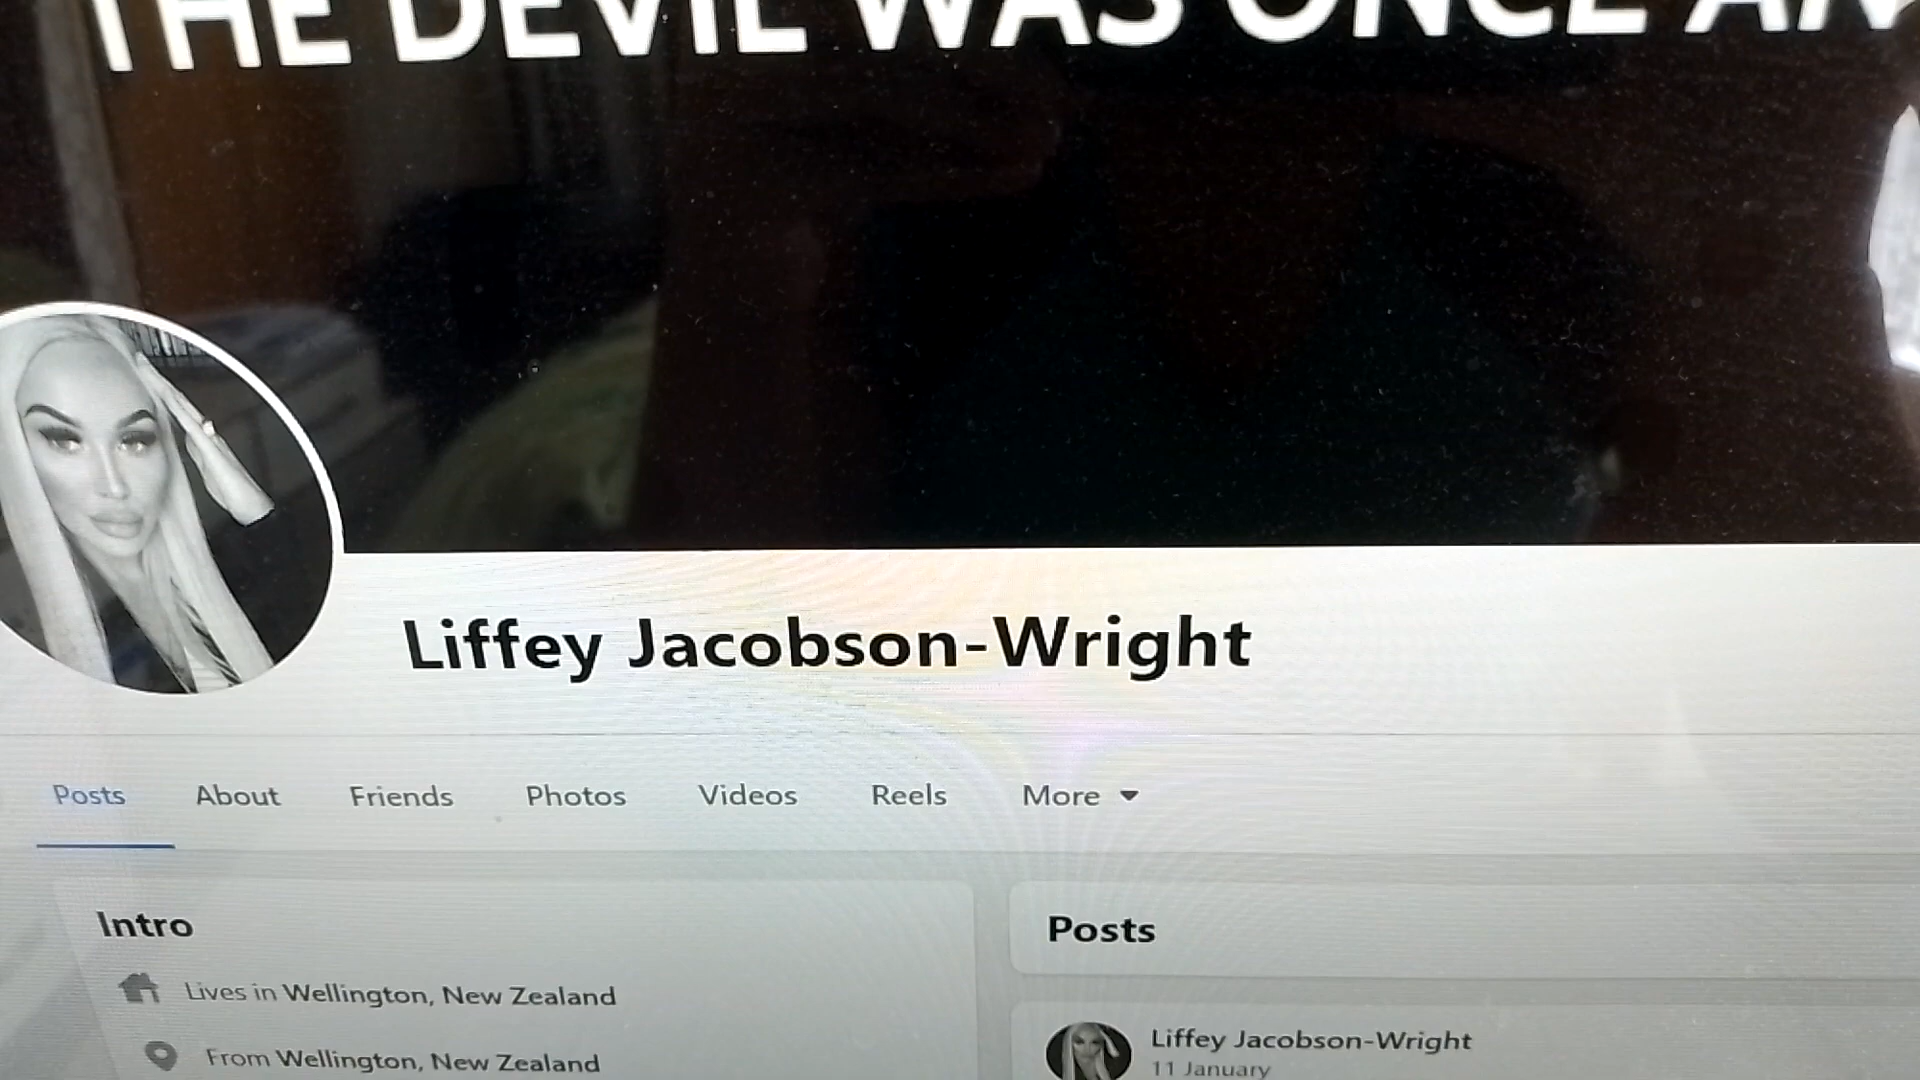 THE DEVIL WAS ONCE AN
Liffey Jacobson-Wright
Posts About Friends Photos Videos Reels More
Intro
Lives in Wellington, New Zealand
From Wellington, New Zealand
Posts
Liffey Jacobson-Wright
11 January